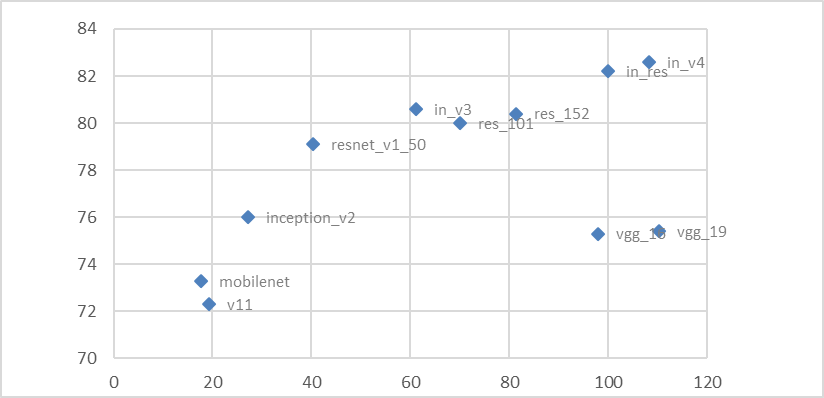 84
82
80
78
76
74
72
70
in_v4
in_res
in_v3
res_152
res_101
resnet_v1_50
inception_v2
vgg_16
vgg_19
mobilenet
v11
0 20 40 60 80 100 120